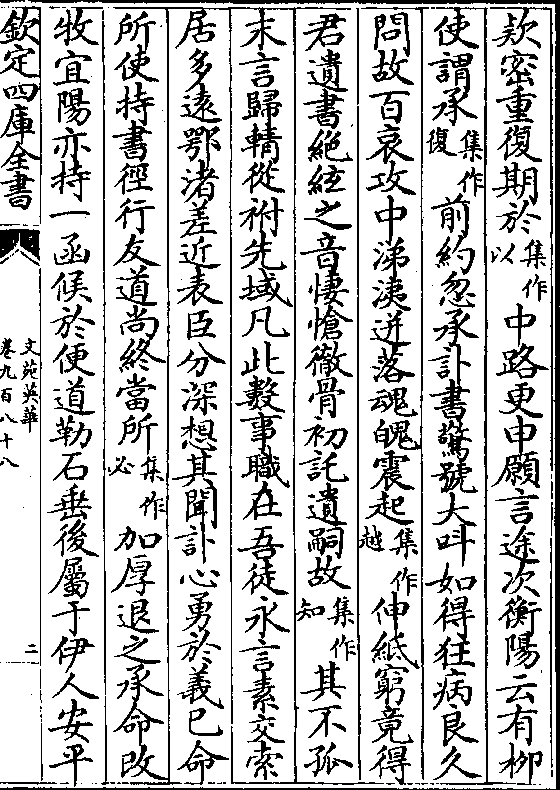 欵密重復期於集作以中路更申願言途次衡陽云有柳
使謂承集作復前約忽承訃書驚號大呌如得狂病良久
問故百哀攻中涕洟迸落魂魄震起集作越伸紙窮竟得
君遺書絶絃之音悽愴徹骨初託遺嗣故集作知其不孤
末言歸輤從祔先域凡此數事職在吾徒永言素交索
居多逺鄂渚差近表臣分深想其聞訃心勇於義已命
所使持書徑行友道尚終當所集作必加厚退之承命改
牧宜陽亦持一函候於便道勒石垂後屬于伊人安平
欽定四庫全書
文苑英華
卷九百八十八
二